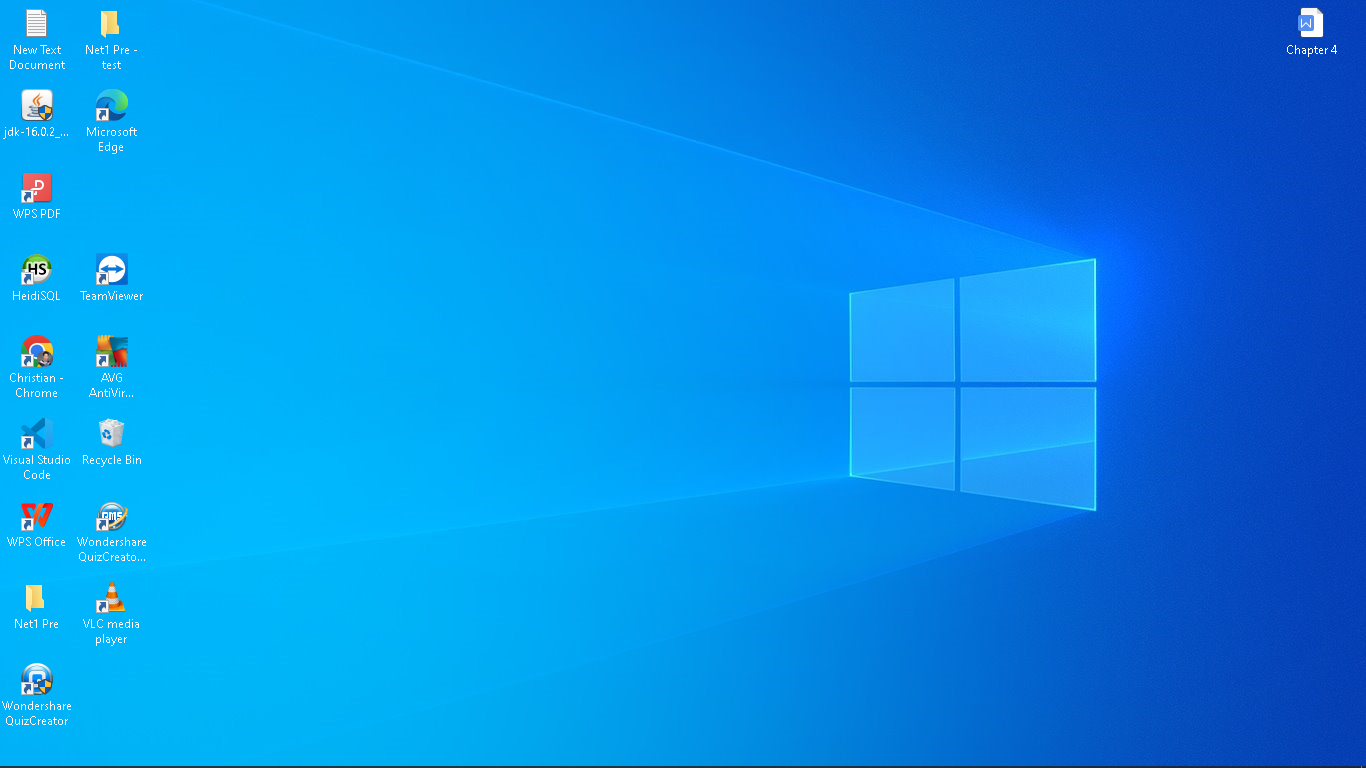 New Text
Document
Net1 Pre -
test
Chapter 4
jdk-16.0.2_...
Microsoft
Edge
WPS PDF
HS
HeidiSQL
TeamViewer
Christian -
Chrome
AVG
AntiVir...
Visual Studio
Code
Recycle Bin
WPS Office
QMS
Wondershare
QuizCreato...
Net1 Pre
VLC media
player
Wondershare
QuizCreator